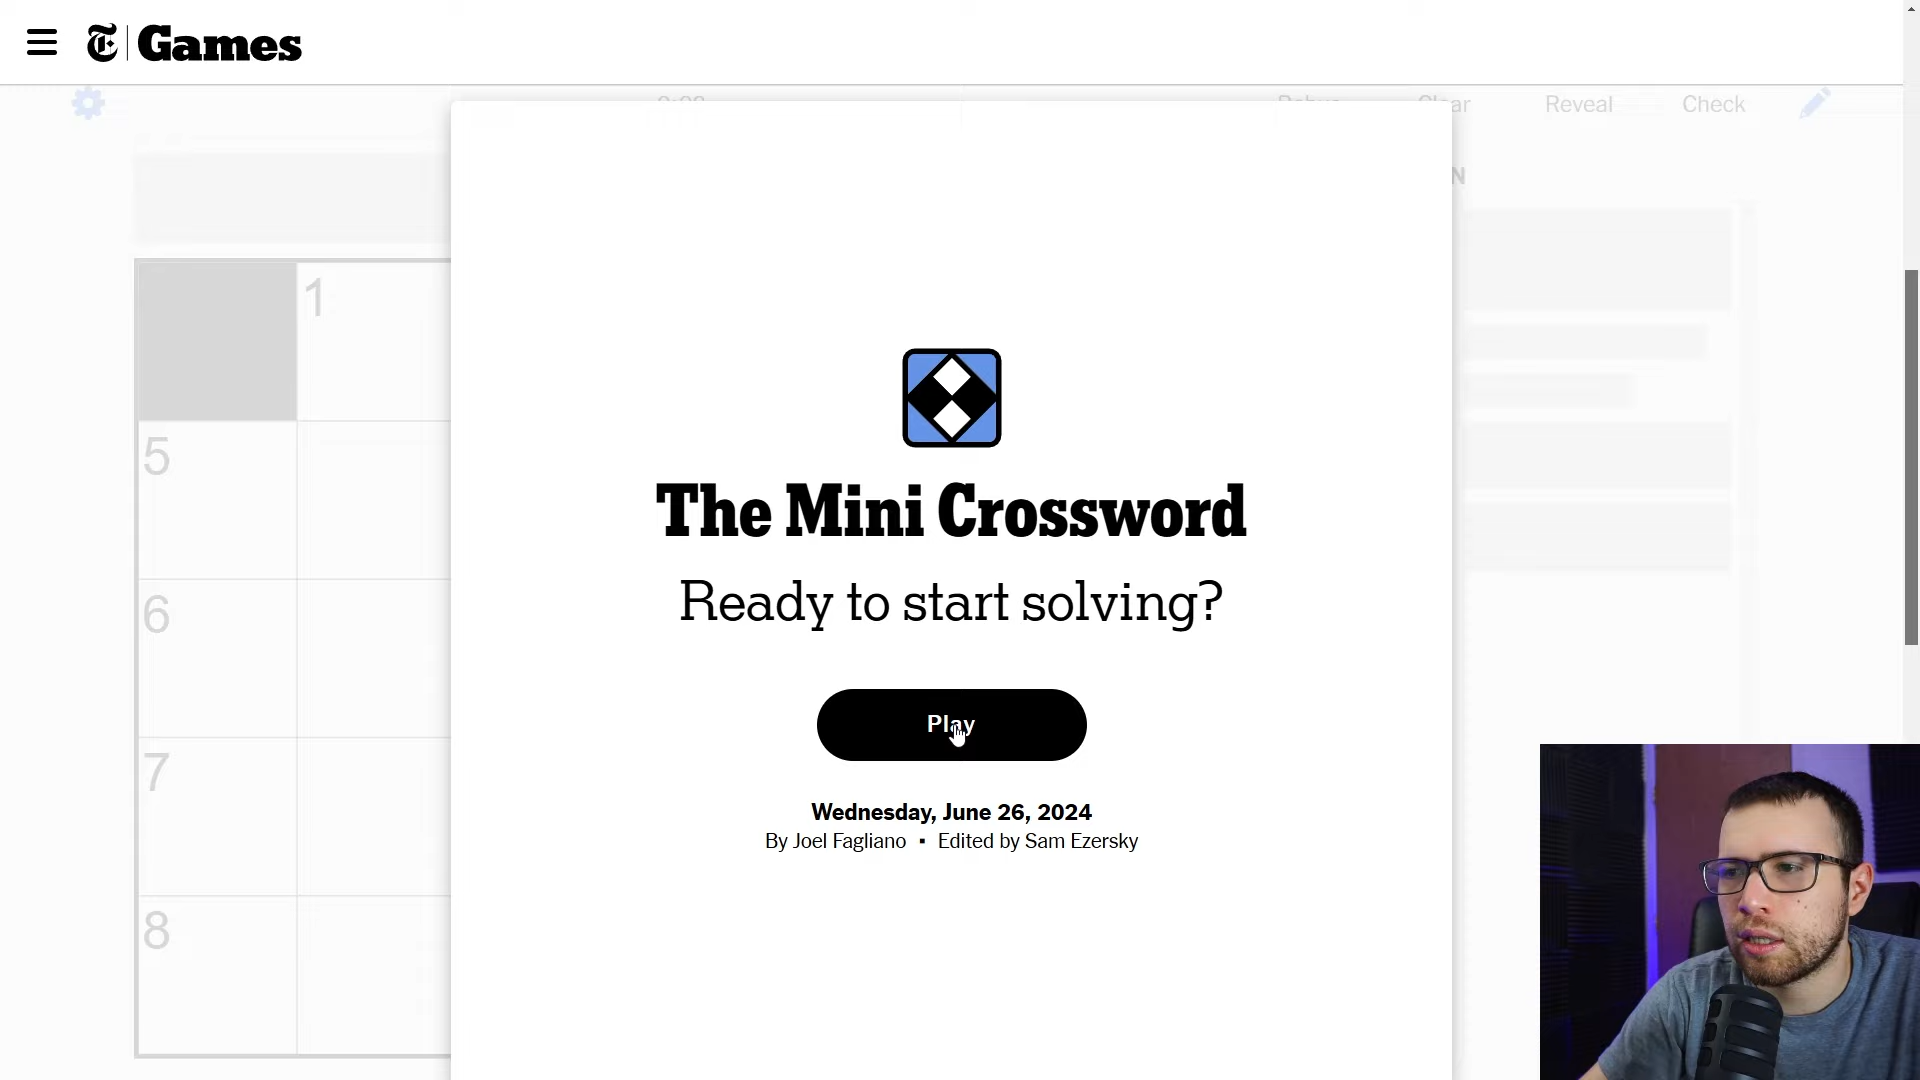 Games
Clear
Reveal
Check
1
5
6
7
8
The Mini Crossword
Ready to start solving?
Play
Wednesday, June 26, 2024
By Joel Fagliano ▪ Edited by Sam Ezersky